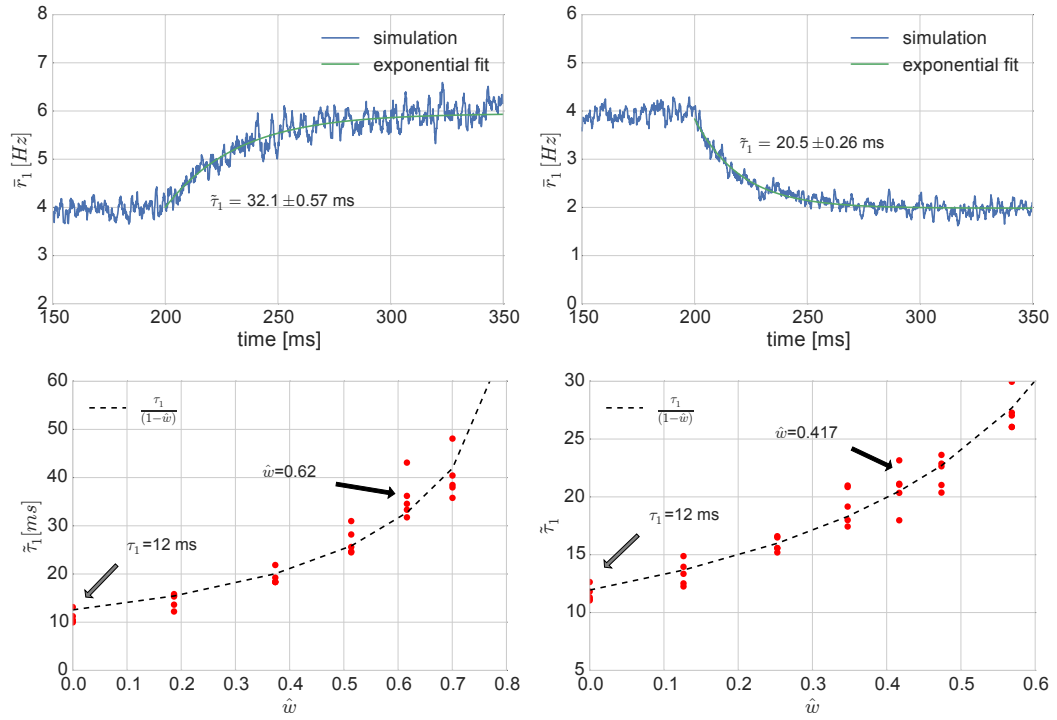 8
7
6
5
4
3
2
150
200
250
300
350
time [ms]
r̄₁ [Hz]
simulation
exponential fit
τ̃₁ = 32.1 ±0.57 ms
6
5
4
3
2
1
0
150
200
250
300
350
time [ms]
r̄₁ [Hz]
simulation
exponential fit
τ̃₁ = 20.5 ±0.26 ms
60
50
40
30
20
10
0
0.0
0.1
0.2
0.3
0.4
0.5
0.6
0.7
0.8
ŵ
τ̃₁ [ms]
τ₁/(1−ŵ)
ŵ=0.62
τ₁=12 ms
30
25
20
15
10
5
0.0
0.1
0.2
0.3
0.4
0.5
0.6
ŵ
τ̃₁
τ₁/(1−ŵ)
ŵ=0.417
τ₁=12 ms